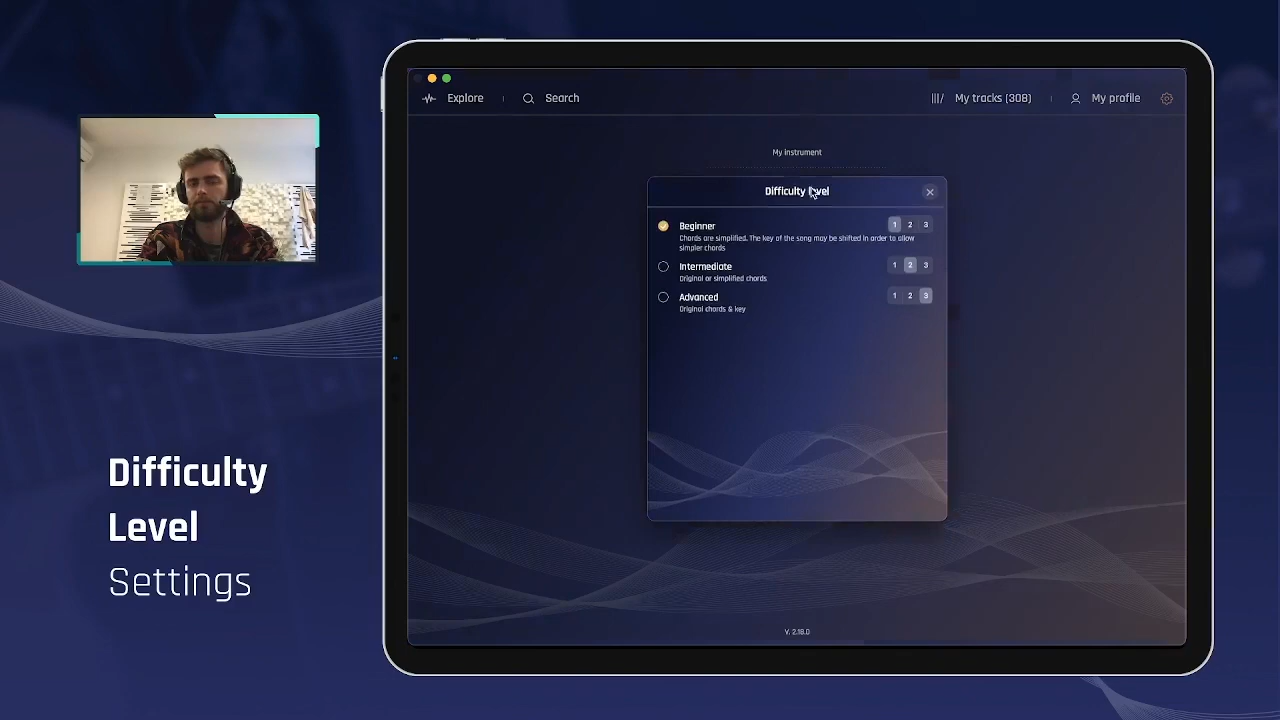 Explore
Search
My tracks (308)
My profile
My instrument
Difficulty level
Beginner
1 2 3
Chords are simplified. The key of the song may be shifted in order to allow
simpler chords
Intermediate
1 2 3
Original or simplified chords
Advanced
1 2 3
Original chords & key
V. 2.18.0
Difficulty
Level
Settings